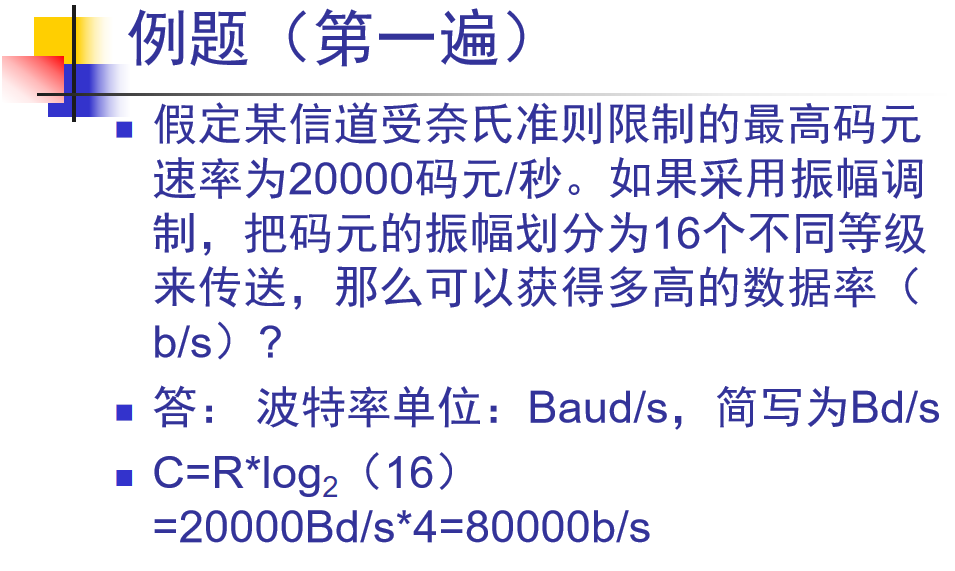 例题（第一遍）
假定某信道受奈氏准则限制的最高码元
速率为20000码元/秒。如果采用振幅调
制，把码元的振幅划分为16个不同等级
来传送，那么可以获得多高的数据率（
b/s）?
答： 波特率单位：Baud/s，简写为Bd/s
C=R*log₂（16）
=20000Bd/s*4=80000b/s